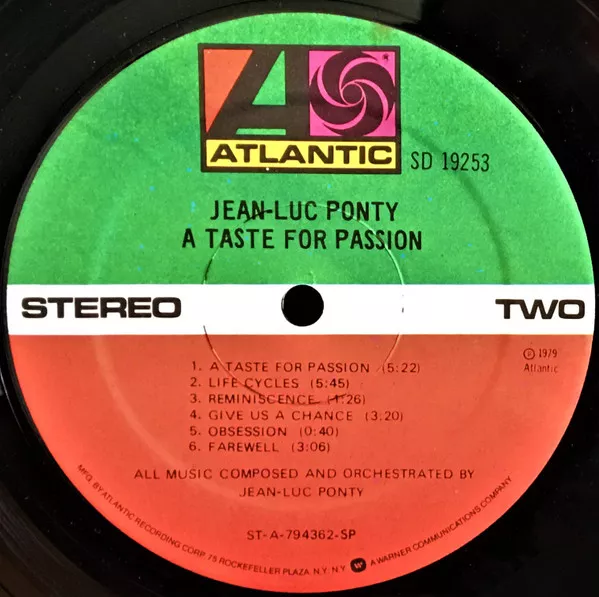 ATLANTIC
SD 19253
JEAN-LUC PONTY
A TASTE FOR PASSION
STEREO
TWO
1. A TASTE FOR PASSION (5:22)
2. LIFE CYCLES (5:45)
3. REMINISCENCE (1:26)
4. GIVE US A CHANCE (3:20)
5. OBSESSION (0:40)
6. FAREWELL (3:06)
℗ 1979
Atlantic
ALL MUSIC COMPOSED AND ORCHESTRATED BY
JEAN-LUC PONTY
ST-A-794362-SP
MFG. BY ATLANTIC RECORDING CORP. 75 ROCKEFELLER PLAZA, N.Y. N.Y. A WARNER COMMUNICATIONS COMPANY